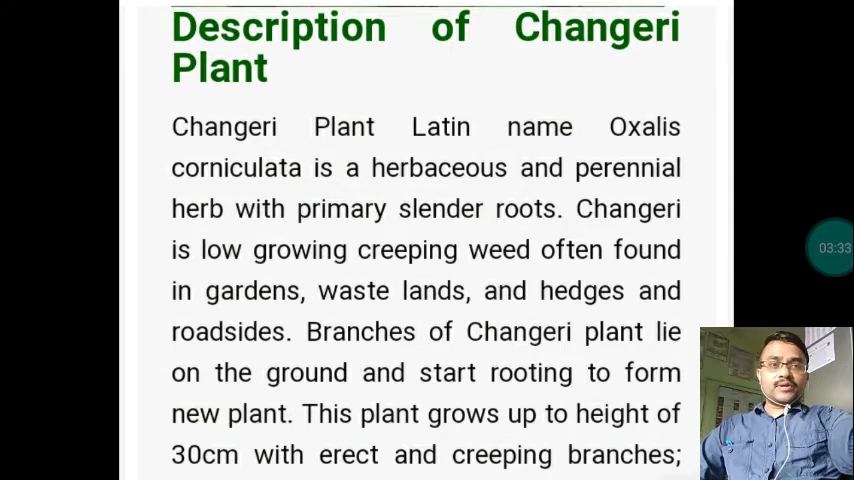 Description of Changeri
Plant
Changeri Plant Latin name Oxalis
corniculata is a herbaceous and perennial
herb with primary slender roots. Changeri
is low growing creeping weed often found
in gardens, waste lands, and hedges and
roadsides. Branches of Changeri plant lie
on the ground and start rooting to form
new plant. This plant grows up to height of
30cm with erect and creeping branches;
03:33